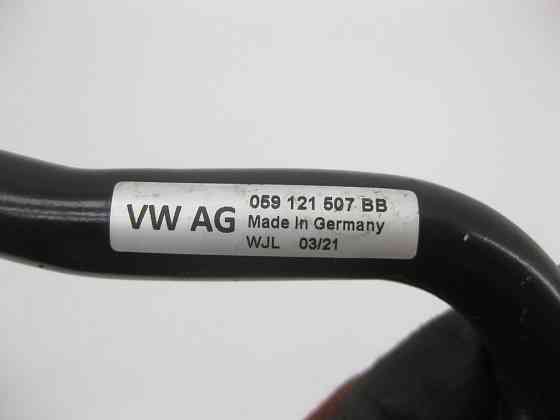 VW AG
059 121 507 BB
Made In Germany
WJL 03/21